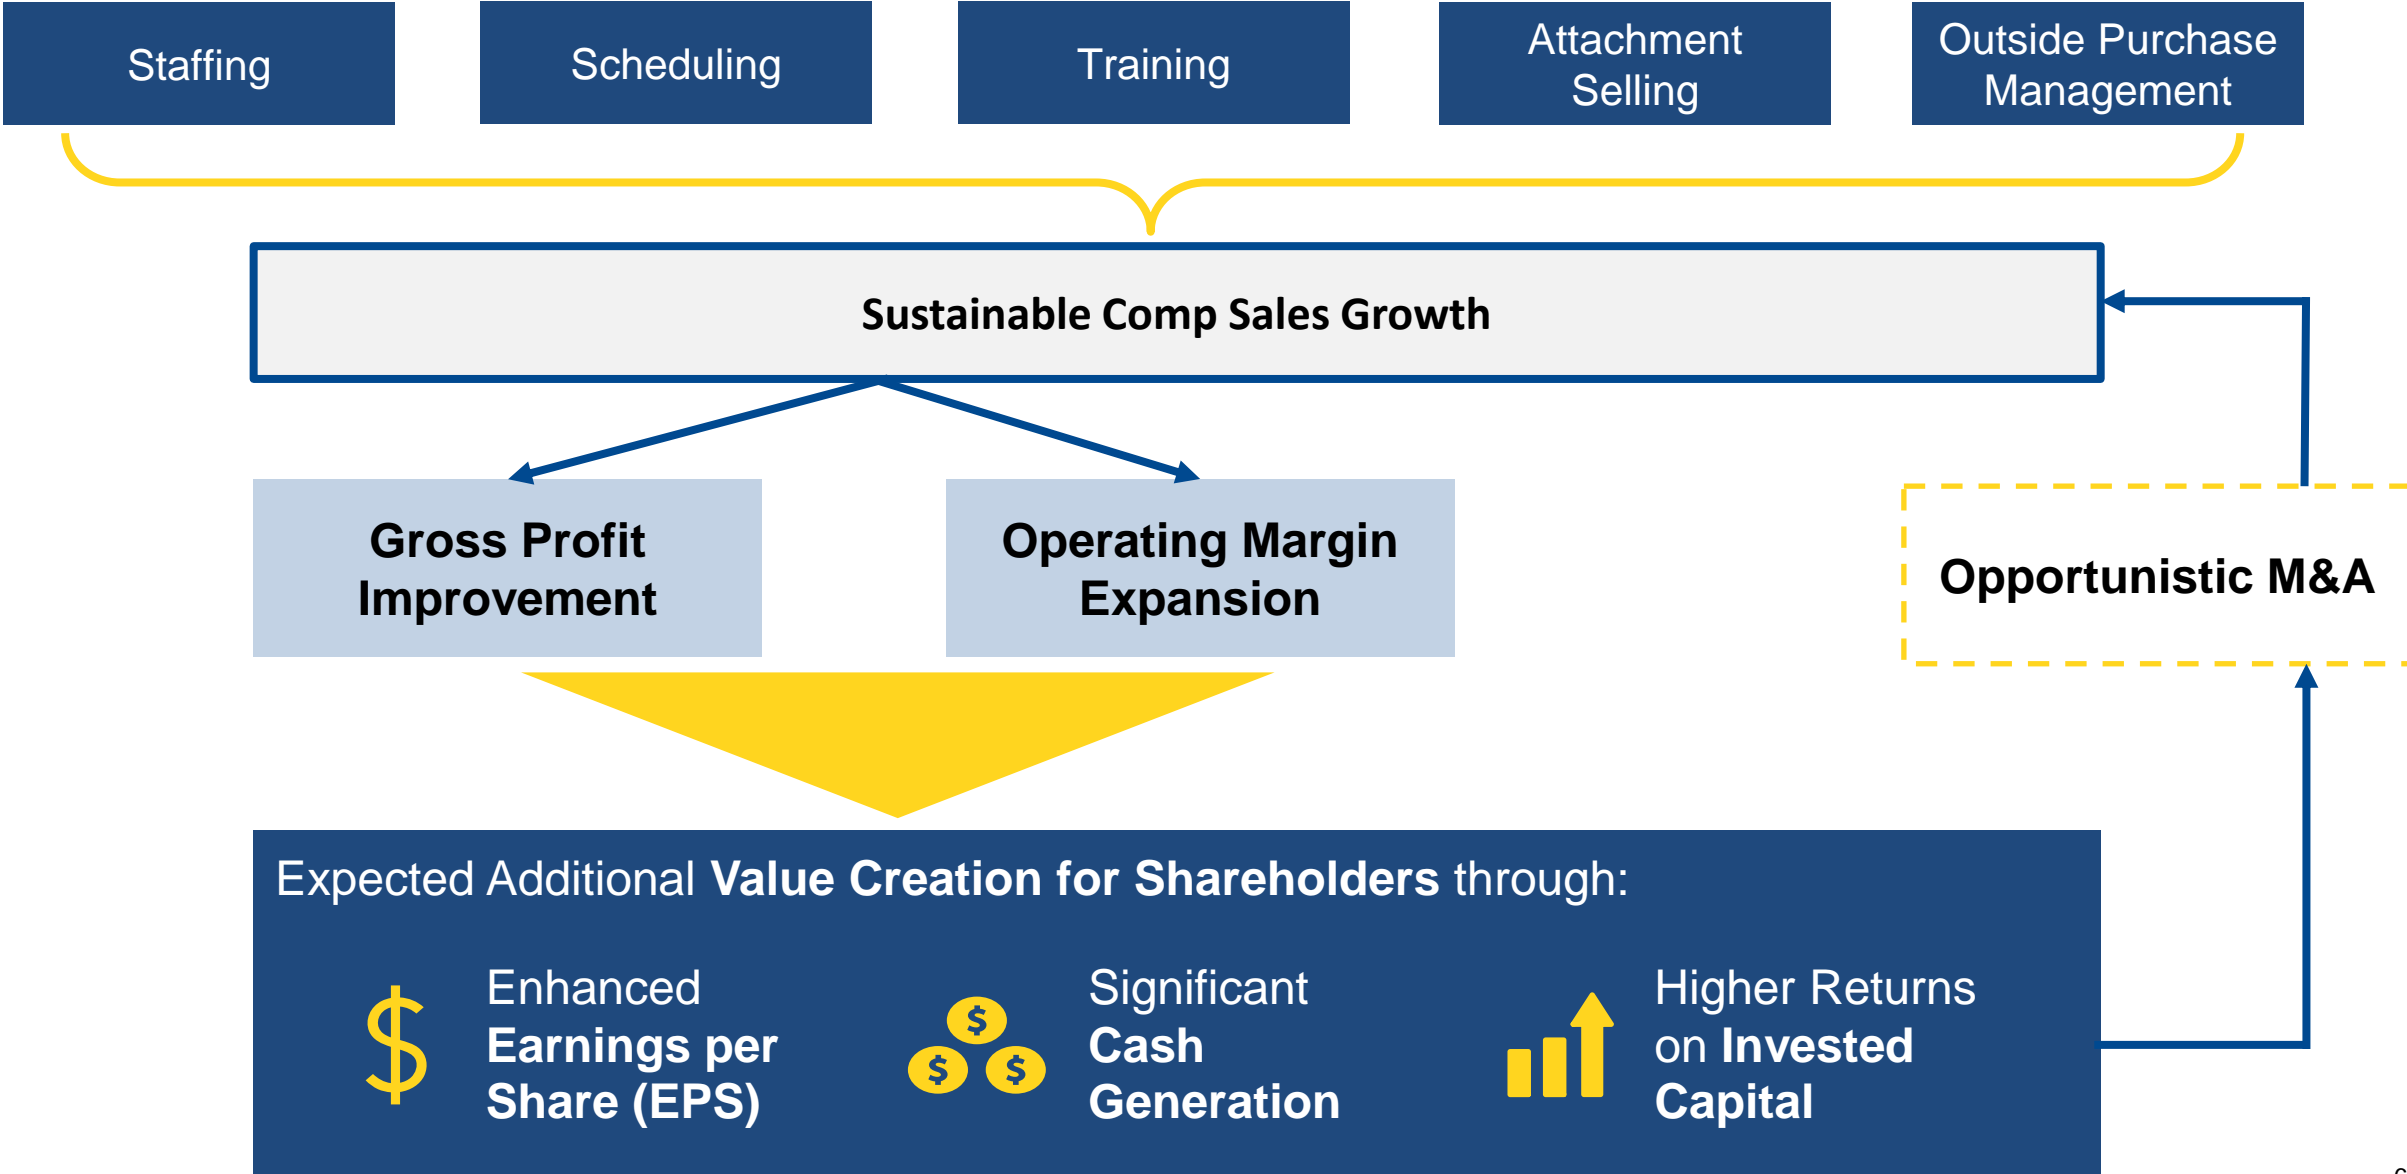 Staffing
Scheduling
Training
Attachment
Selling
Outside Purchase
Management
Sustainable Comp Sales Growth
Gross Profit
Improvement
Operating Margin
Expansion
Opportunistic M&A
Expected Additional Value Creation for Shareholders through:
$
Enhanced
Earnings per
Share (EPS)
$
$ $
Significant
Cash
Generation
Higher Returns
on Invested
Capital